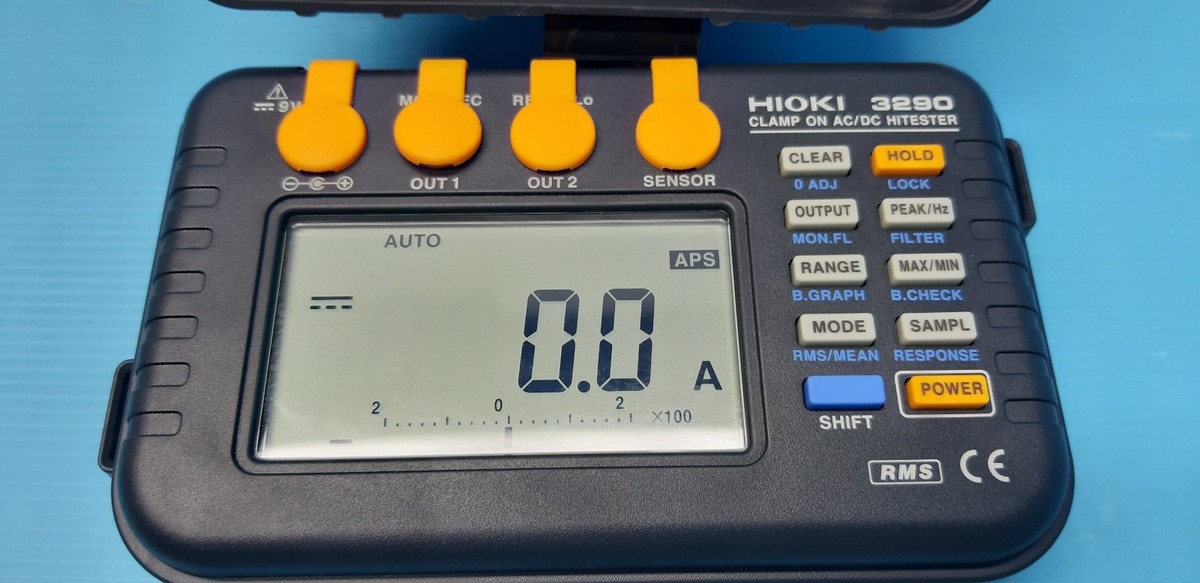 9V
HIOKI 3290
CLAMP ON AC/DC HITESTER
OUT 1
OUT 2
SENSOR
CLEAR
HOLD
0 ADJ
LOCK
OUTPUT
PEAK/Hz
MON.FL
FILTER
RANGE
MAX/MIN
B.GRAPH
B.CHECK
MODE
SAMPL
RMS/MEAN
RESPONSE
POWER
SHIFT
RMS
CE
AUTO
APS
0.0 A
2 0 2 ×100